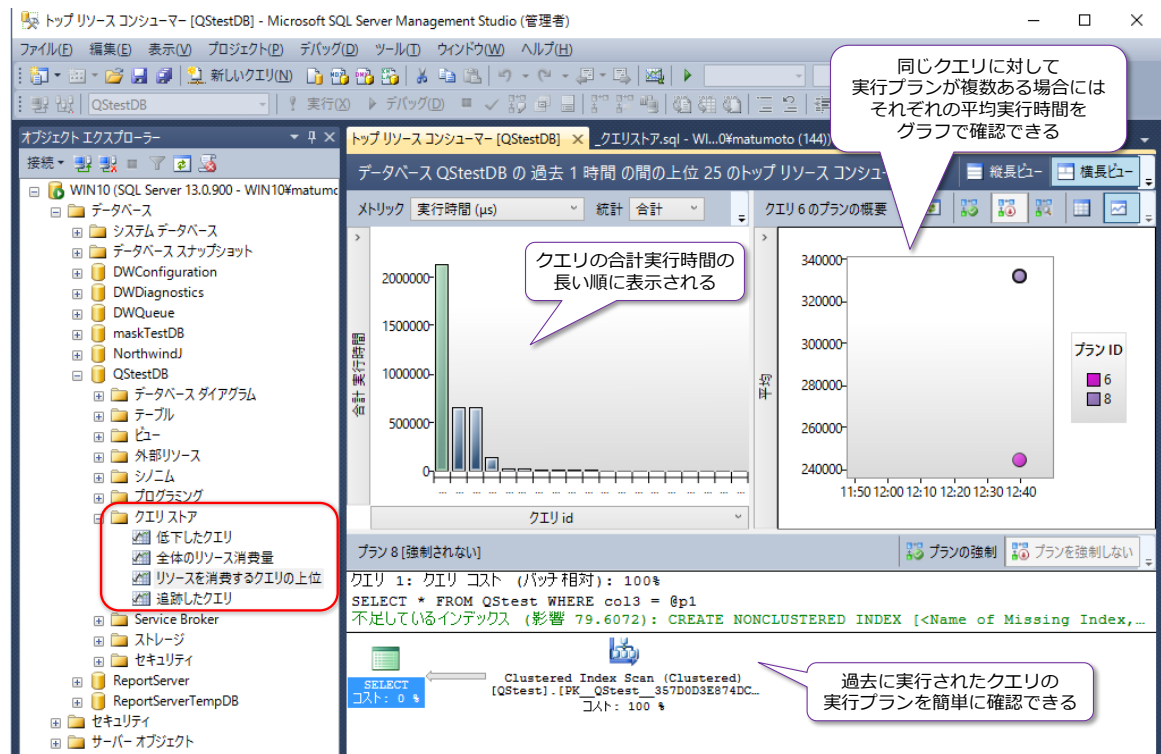 トップ リソース コンシューマー [QStestDB] - Microsoft SQL Server Management Studio (管理者)
ファイル(F) 編集(E) 表示(V) プロジェクト(P) デバッグ(D) ツール(T) ウィンドウ(W) ヘルプ(H)
新しいクエリ(N)
QStestDB
実行(X) デバッグ(D)
同じクエリに対して
実行プランが複数ある場合には
それぞれの平均実行時間を
グラフで確認できる
オブジェクト エクスプローラー
接続
WIN10 (SQL Server 13.0.900 - WIN10¥matumo
データベース
システム データベース
データベース スナップショット
DWConfiguration
DWDiagnostics
DWQueue
maskTestDB
NorthwindJ
QStestDB
データベース ダイアグラム
テーブル
ビュー
外部リソース
シノニム
プログラミング
クエリ ストア
低下したクエリ
全体のリソース消費量
リソースを消費するクエリの上位
追跡したクエリ
Service Broker
ストレージ
セキュリティ
ReportServer
ReportServerTempDB
セキュリティ
サーバー オブジェクト
トップ リソース コンシューマー [QStestDB]
_クエリストア.sql - WI...0¥matumoto (144))
データベース QStestDB の 過去 1 時間 の間の上位 25 のトップ リソース コンシュー
縦長ビュー 横長ビュー
メトリック 実行時間 (μs) 統計 合計
クエリの合計実行時間の
長い順に表示される
合計 実行時間
2000000
1500000
1000000
500000
0
... ... ... ... ... ... ... ... ... ... ... ... ... ... ... ... ... ... ...
クエリ id
クエリ 6 のプランの概要
平均
340000
320000
300000
280000
260000
240000
11:50 12:00 12:10 12:20 12:30 12:40
プラン ID
6
8
プラン 8 [強制されない]
プランの強制 プランを強制しない
クエリ 1: クエリ コスト (バッチ相対): 100%
SELECT * FROM QStest WHERE col3 = @p1
不足しているインデックス (影響 79.6072): CREATE NONCLUSTERED INDEX [<Name of Missing Index,...
SELECT
コスト: 0 %
Clustered Index Scan (Clustered)
[QStest].[PK__QStest__357D0D3E874DC…
コスト: 100 %
過去に実行されたクエリの
実行プランを簡単に確認できる